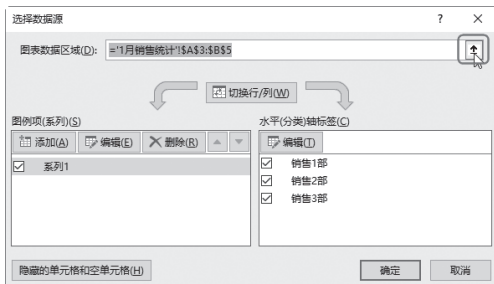 选择数据源
图表数据区域(D): ='1月销售统计'!$A$3:$B$5
切换行/列(W)
图例项(系列)(S)
水平(分类)轴标签(C)
添加(A) 编辑(E) 删除(R)
编辑(T)
系列1
销售1部
销售2部
销售3部
隐藏的单元格和空单元格(H)
确定 取消